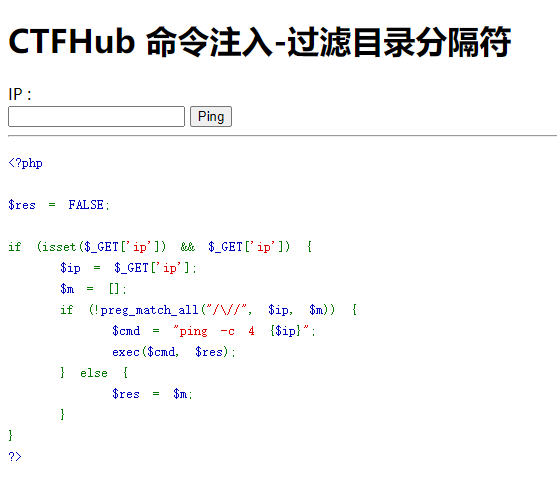 CTFHub 命令注入-过滤目录分隔符
IP :
Ping
<?php
$res = FALSE;
if (isset($_GET['ip']) && $_GET['ip']) {
$ip = $_GET['ip'];
$m = [];
if (!preg_match_all("/\//", $ip, $m)) {
$cmd = "ping -c 4 {$ip}";
exec($cmd, $res);
} else {
$res = $m;
}
}
?>